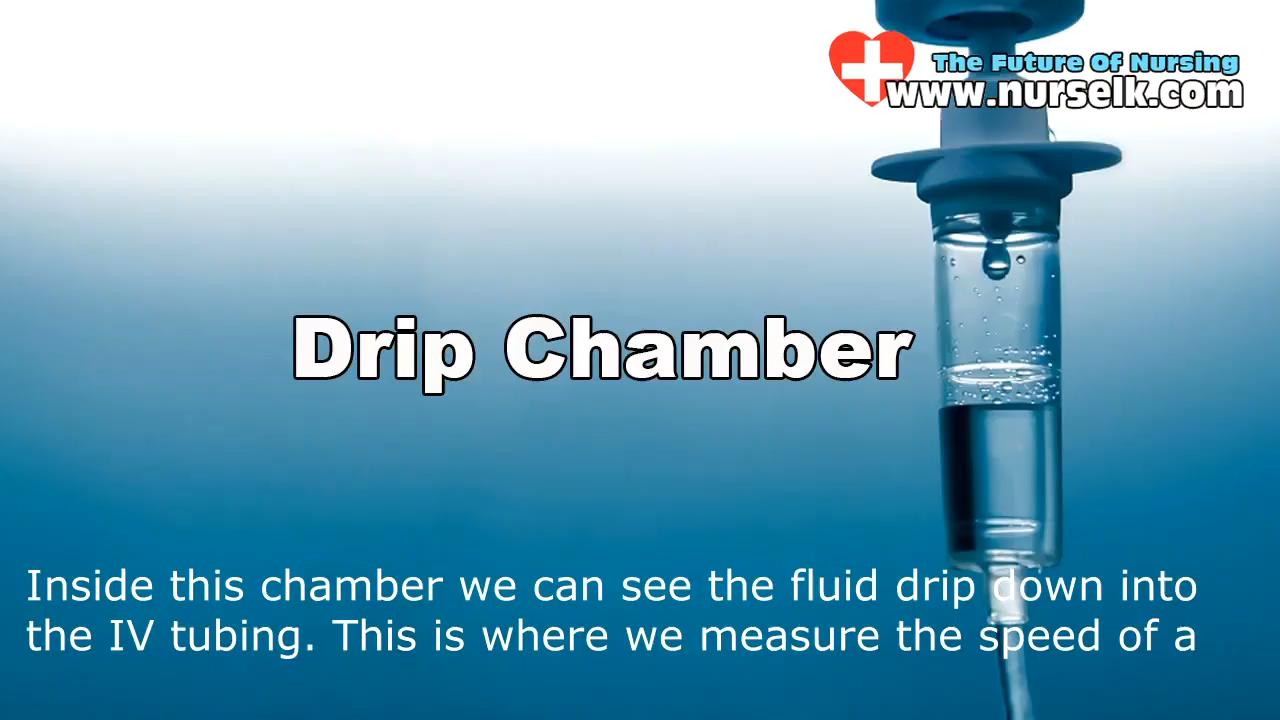 The Future Of Nursing
www.nurselk.com
Drip Chamber
Inside this chamber we can see the fluid drip down into
the IV tubing. This is where we measure the speed of a